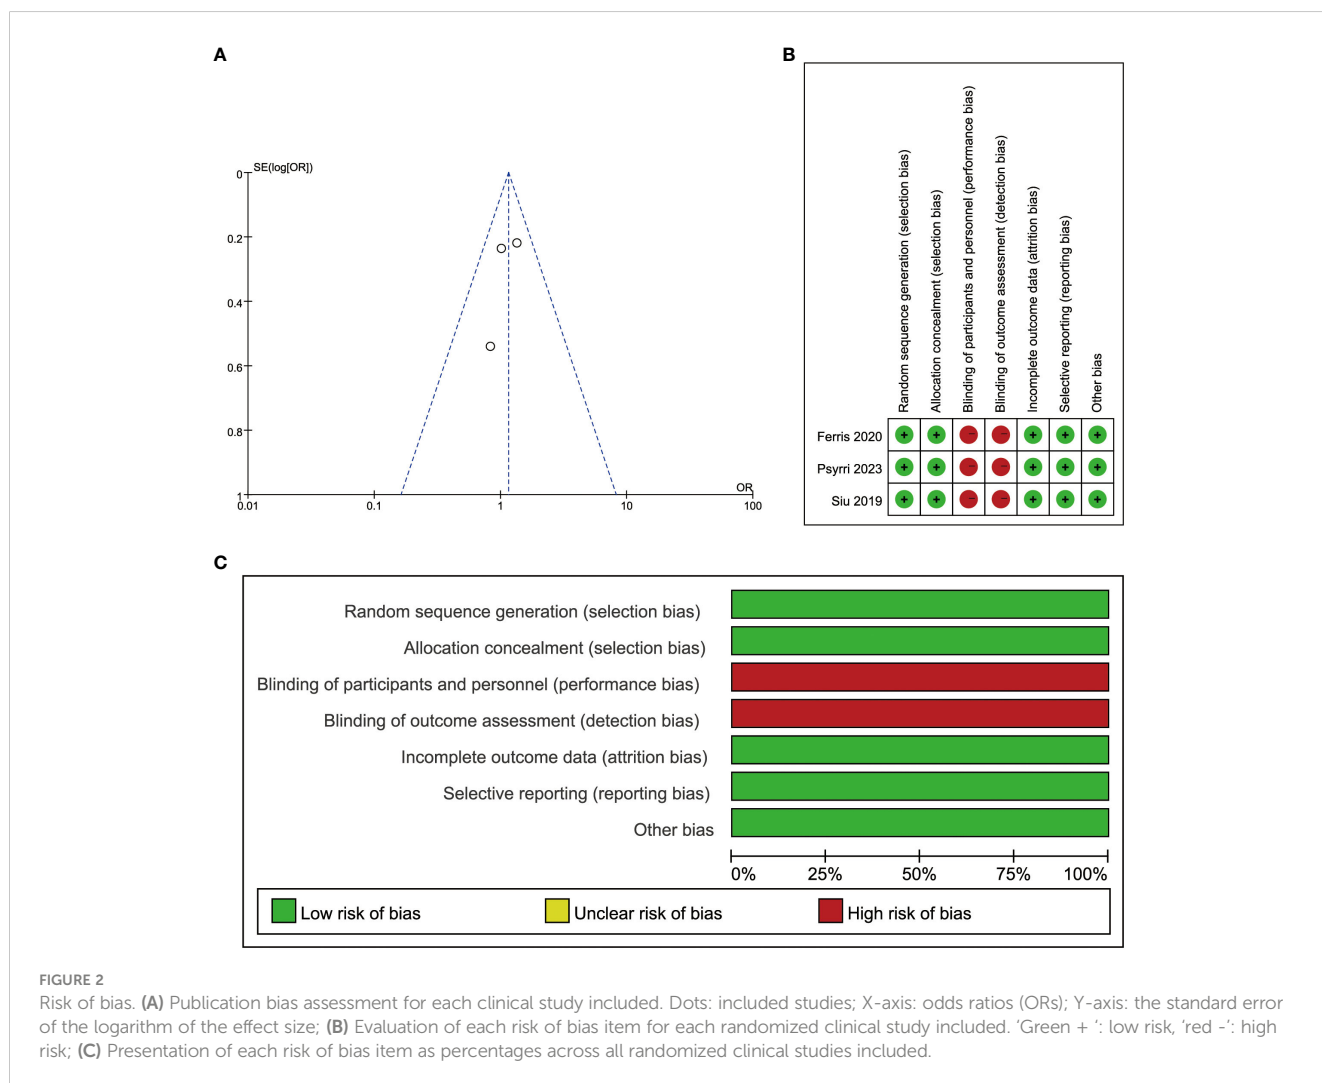 A
SE(log[OR])
0
0.2
0.4
0.6
0.8
1
0.01
0.1
1
10
100
OR
B
Random sequence generation (selection bias)
Allocation concealment (selection bias)
Blinding of participants and personnel (performance bias)
Blinding of outcome assessment (detection bias)
Incomplete outcome data (attrition bias)
Selective reporting (reporting bias)
Other bias
Ferris 2020 + + - - + + +
Psyrri 2023 + + - - + + +
Siu 2019 + + - - + + +
C
Random sequence generation (selection bias)
Allocation concealment (selection bias)
Blinding of participants and personnel (performance bias)
Blinding of outcome assessment (detection bias)
Incomplete outcome data (attrition bias)
Selective reporting (reporting bias)
Other bias
0% 25% 50% 75% 100%
Low risk of bias Unclear risk of bias High risk of bias
FIGURE 2
Risk of bias. (A) Publication bias assessment for each clinical study included. Dots: included studies; X-axis: odds ratios (ORs); Y-axis: the standard error
of the logarithm of the effect size; (B) Evaluation of each risk of bias item for each randomized clinical study included. ‘Green + ‘: low risk, ‘red -‘: high
risk; (C) Presentation of each risk of bias item as percentages across all randomized clinical studies included.